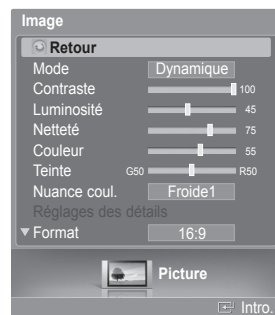 Image
Retour
Mode Dynamique
Contraste 100
Luminosité 45
Netteté 75
Couleur 55
Teinte G50 R50
Nuance coul. Froide1
Réglages des détails
▼ Format 16:9
Picture
Intro.